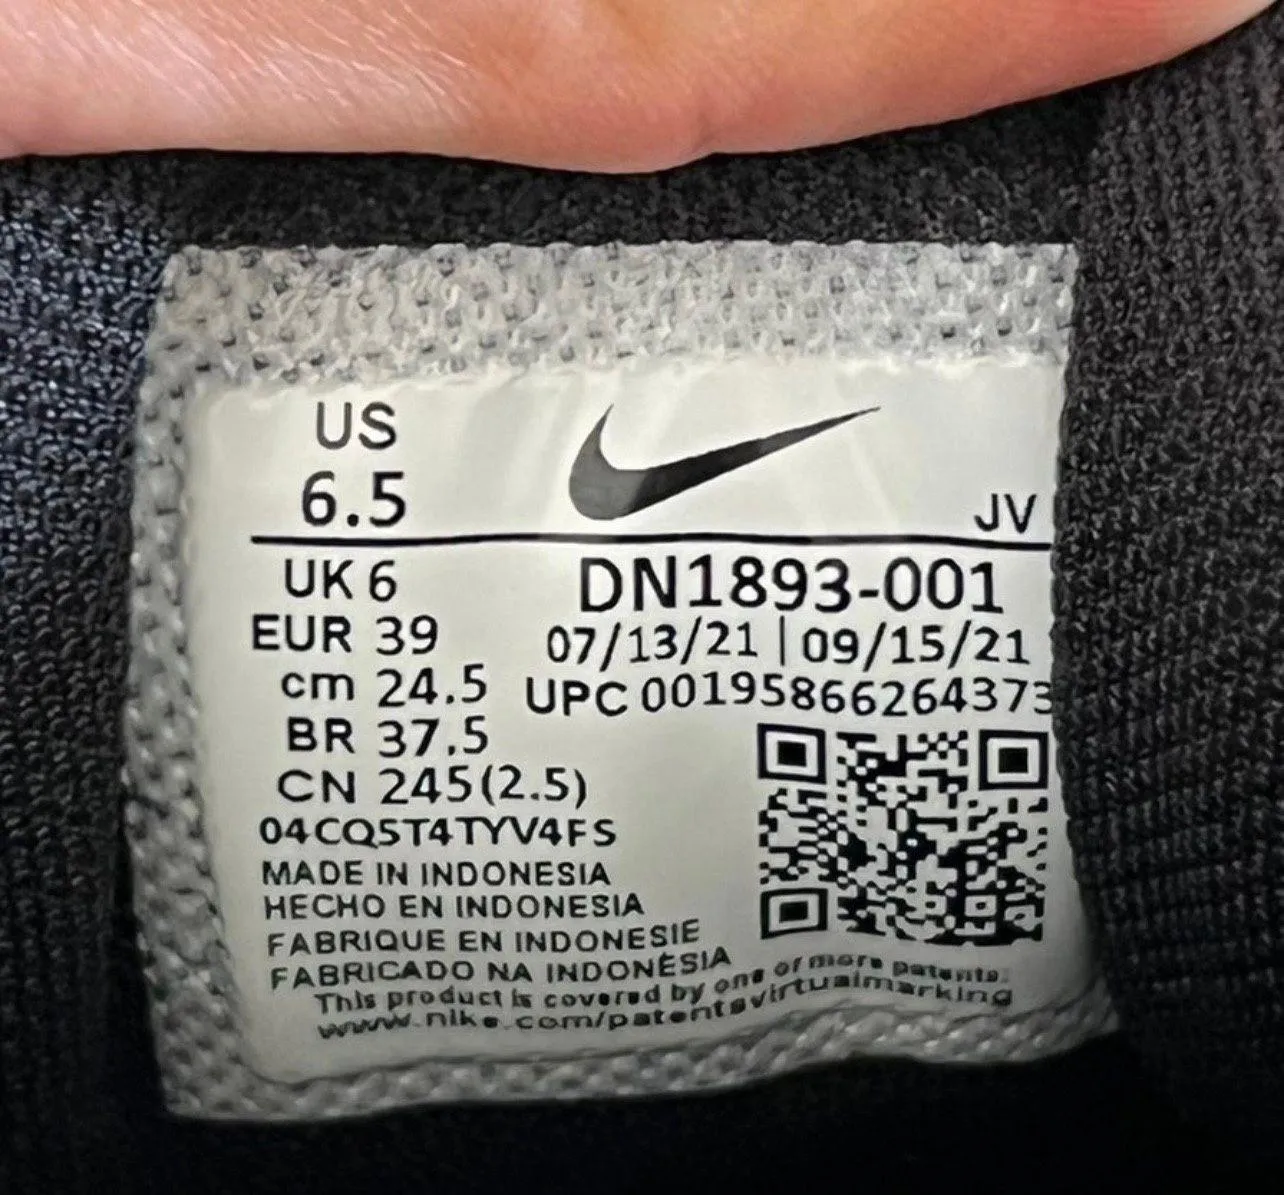 US
6.5
JV
UK 6
EUR 39
cm 24.5
BR 37.5
CN 245(2.5)
DN1893-001
07/13/21 | 09/15/21
UPC 00195866264373
04CQ5T4TYV4FS
MADE IN INDONESIA
HECHO EN INDONESIA
FABRIQUE EN INDONESIE
FABRICADO NA INDONÉSIA
This product is covered by one of more patents:
www.nike.com/patentsvirtualmarking